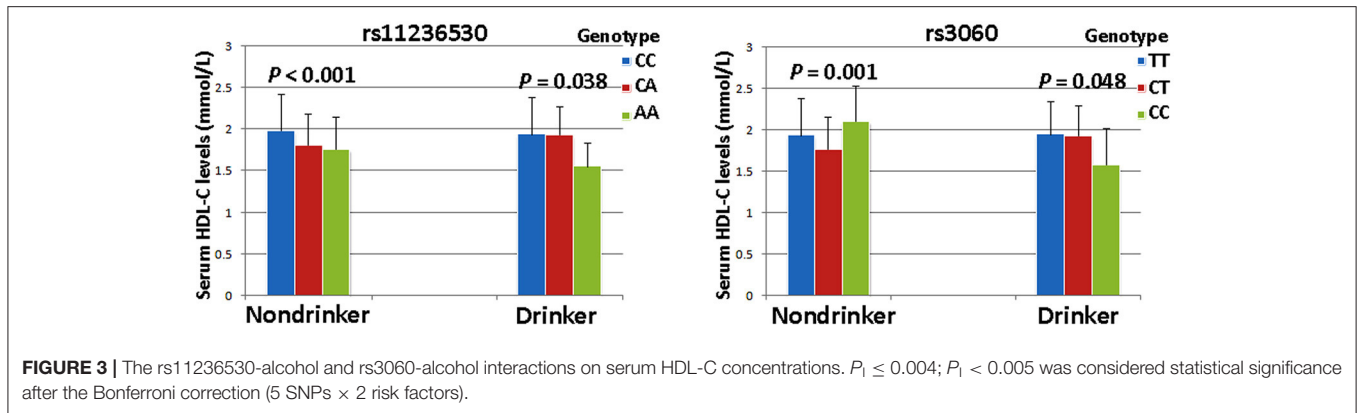 rs11236530
Genotype
CC
CA
AA
P < 0.001
P = 0.038
Serum HDL-C levels (mmol/L)
3
2.5
2
1.5
1
0.5
0
Nondrinker
Drinker
rs3060
Genotype
TT
CT
CC
P = 0.001
P = 0.048
Serum HDL-C levels (mmol/L)
3
2.5
2
1.5
1
0.5
0
Nondrinker
Drinker
FIGURE 3 | The rs11236530-alcohol and rs3060-alcohol interactions on serum HDL-C concentrations. P_I ≤ 0.004; P_I < 0.005 was considered statistical significance
after the Bonferroni correction (5 SNPs × 2 risk factors).